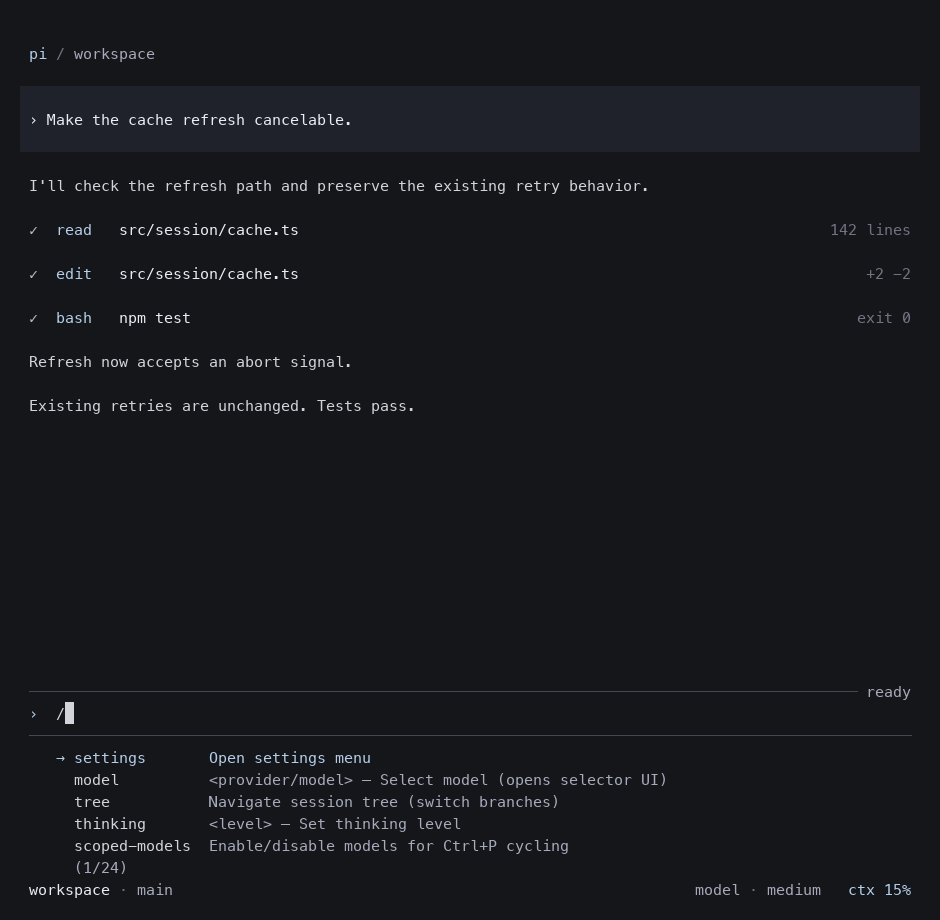 pi / workspace
› Make the cache refresh cancelable.
I'll check the refresh path and preserve the existing retry behavior.
✓ read src/session/cache.ts 142 lines
✓ edit src/session/cache.ts +2 −2
✓ bash npm test exit 0
Refresh now accepts an abort signal.
Existing retries are unchanged. Tests pass.
ready
› /
→ settings Open settings menu
model <provider/model> — Select model (opens selector UI)
tree Navigate session tree (switch branches)
thinking <level> — Set thinking level
scoped-models Enable/disable models for Ctrl+P cycling
(1/24)
workspace · main model · medium ctx 15%